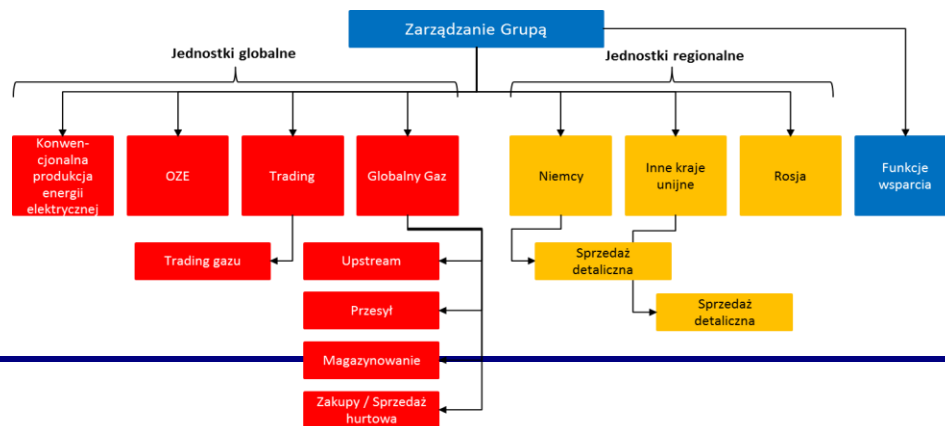 Zarządzanie Grupą
Jednostki globalne
Jednostki regionalne
Konwen-
cjonalna
produkcja
energii
elektrycznej
OZE
Trading
Globalny Gaz
Niemcy
Inne kraje
unijne
Rosja
Funkcje
wsparcia
Trading gazu
Upstream
Sprzedaż
detaliczna
Przesył
Sprzedaż
detaliczna
Magazynowanie
Zakupy / Sprzedaż
hurtowa